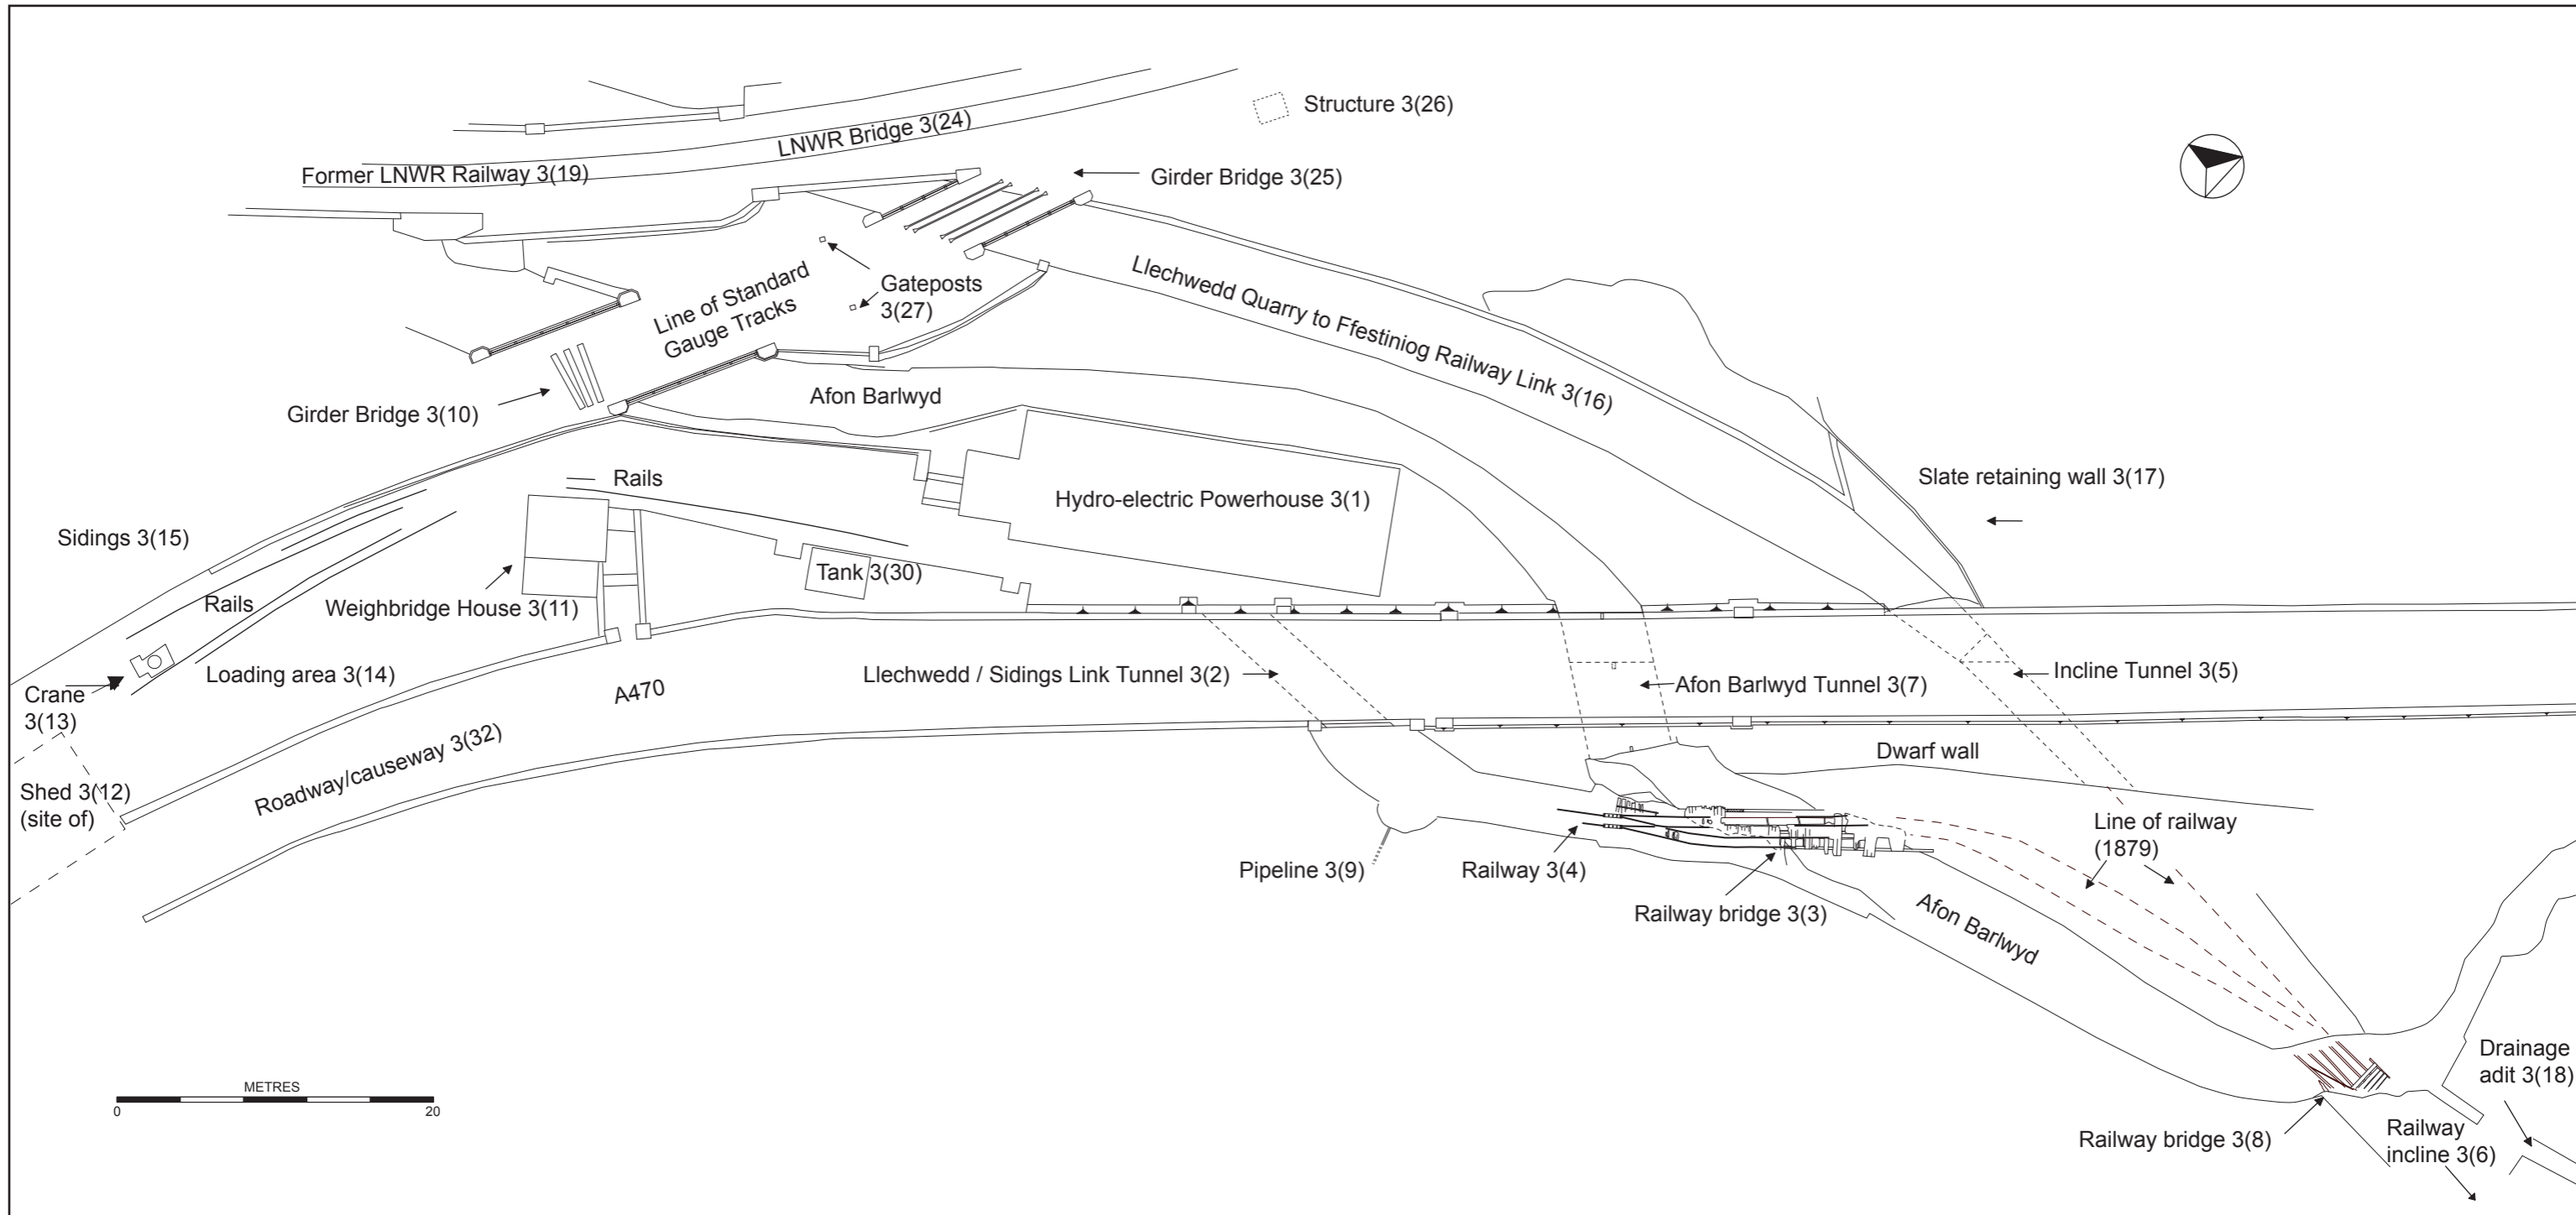 Structure 3(26)
LNWR Bridge 3(24)
Former LNWR Railway 3(19)
Girder Bridge 3(25)
Gateposts
3(27)
Line of Standard
Gauge Tracks
Llechwedd Quarry to Ffestiniog Railway Link 3(16)
Afon Barlwyd
Girder Bridge 3(10)
Slate retaining wall 3(17)
Rails
Hydro-electric Powerhouse 3(1)
Sidings 3(15)
Tank 3(30)
Rails
Weighbridge House 3(11)
Loading area 3(14)
Llechwedd / Sidings Link Tunnel 3(2)
Afon Barlwyd Tunnel 3(7)
Incline Tunnel 3(5)
Crane
3(13)
A470
Roadway/causeway 3(32)
Dwarf wall
Shed 3(12)
(site of)
Line of railway
(1879)
Pipeline 3(9)
Railway 3(4)
Railway bridge 3(3)
Afon Barlwyd
Drainage
adit 3(18)
METRES
0
20
Railway bridge 3(8)
Railway
incline 3(6)